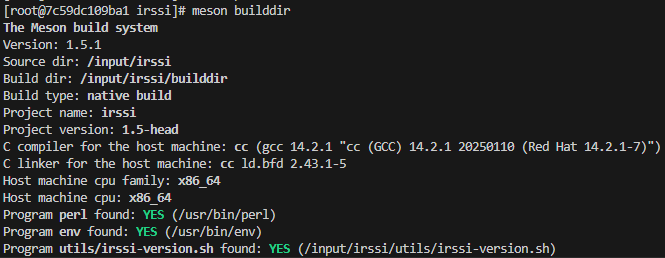 [root@7c59dc109ba1 irssi]# meson builddir
The Meson build system
Version: 1.5.1
Source dir: /input/irssi
Build dir: /input/irssi/builddir
Build type: native build
Project name: irssi
Project version: 1.5-head
C compiler for the host machine: cc (gcc 14.2.1 "cc (GCC) 14.2.1 20250110 (Red Hat 14.2.1-7)")
C linker for the host machine: cc ld.bfd 2.43.1-5
Host machine cpu family: x86_64
Host machine cpu: x86_64
Program perl found: YES (/usr/bin/perl)
Program env found: YES (/usr/bin/env)
Program utils/irssi-version.sh found: YES (/input/irssi/utils/irssi-version.sh)